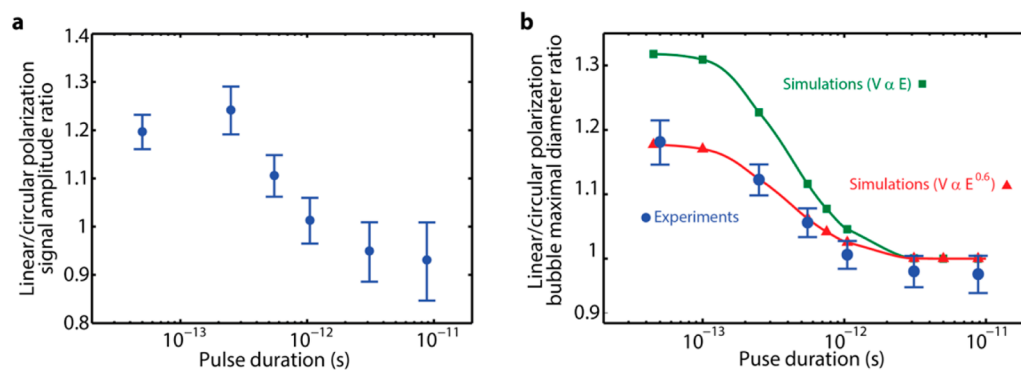 a
Linear/circular polarization
signal amplitude ratio
1.4
1.3
1.2
1.1
1
0.9
0.8
10⁻¹³
10⁻¹²
10⁻¹¹
Pulse duration (s)
b
Linear/circular polarization
bubble maximal diameter ratio
1.3
1.2
1.1
1
0.9
Simulations (V α E)
Simulations (V α E⁰·⁶)
Experiments
10⁻¹³
10⁻¹²
10⁻¹¹
Puse duration (s)